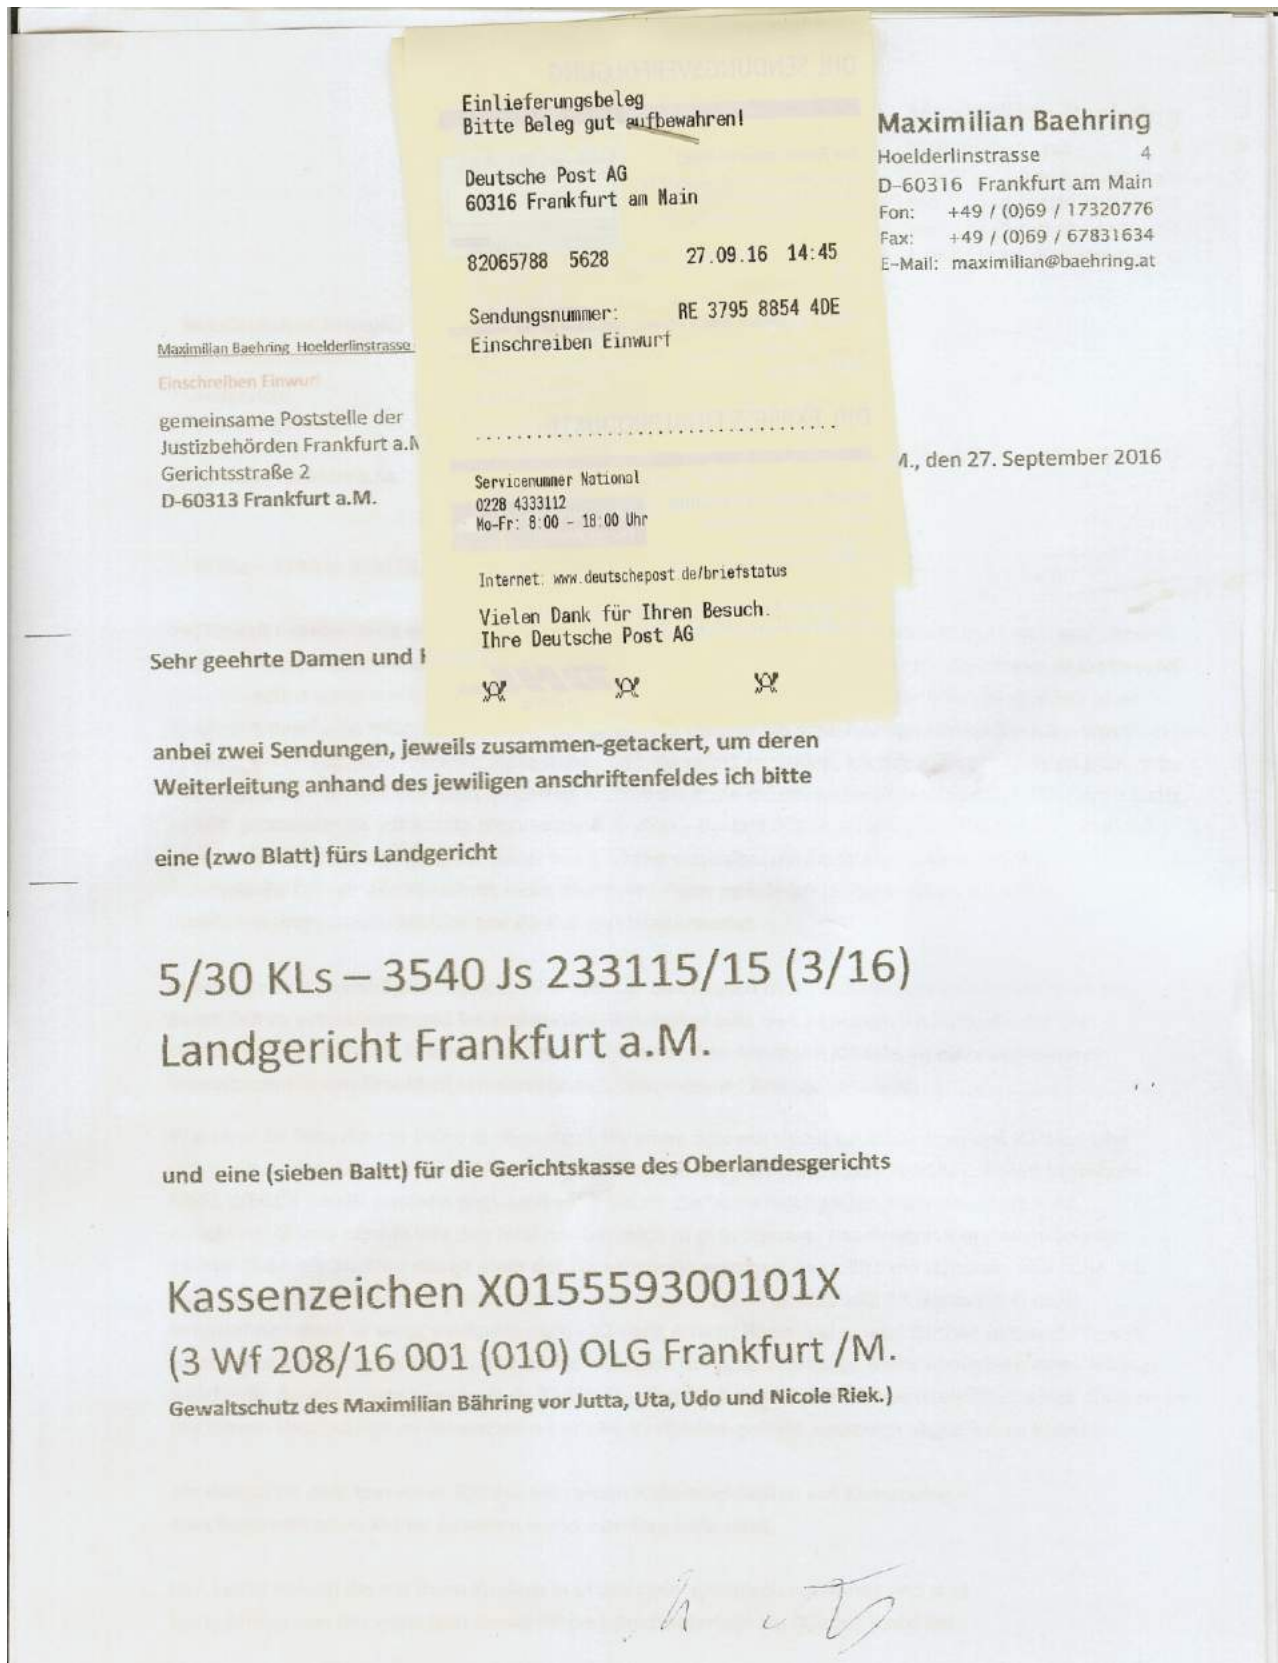 Einlieferungsbeleg
Bitte Beleg gut aufbewahren!
Deutsche Post AG
60316 Frankfurt am Main
82065788 5628 27.09.16 14:45
Sendungsnummer: RE 3795 8854 4DE
Einschreiben Einwurf
Servicenummer National
0228 4333112
Mo-Fr: 8:00 - 18:00 Uhr
Internet: www.deutschepost.de/briefstatus
Vielen Dank für Ihren Besuch.
Ihre Deutsche Post AG
Maximilian Baehring
Hoelderlinstrasse 4
D-60316 Frankfurt am Main
Fon: +49 / (0)69 / 17320776
Fax: +49 / (0)69 / 67831634
E-Mail: maximilian@baehring.at
Maximilian Baehring Hoelderlinstrasse
Einschreiben Einwurf
gemeinsame Poststelle der
Justizbehörden Frankfurt a.M
Gerichtsstraße 2
D-60313 Frankfurt a.M.
M., den 27. September 2016
Sehr geehrte Damen und
anbei zwei Sendungen, jeweils zusammen-getackert, um deren
Weiterleitung anhand des jewiligen anschriftenfeldes ich bitte
eine (zwo Blatt) fürs Landgericht
5/30 KLs – 3540 Js 233115/15 (3/16)
Landgericht Frankfurt a.M.
und eine (sieben Baltt) für die Gerichtskasse des Oberlandesgerichts
Kassenzeichen X015559300101X
(3 Wf 208/16 001 (010) OLG Frankfurt /M.
Gewaltschutz des Maximilian Bähring vor Jutta, Uta, Udo und Nicole Riek.)